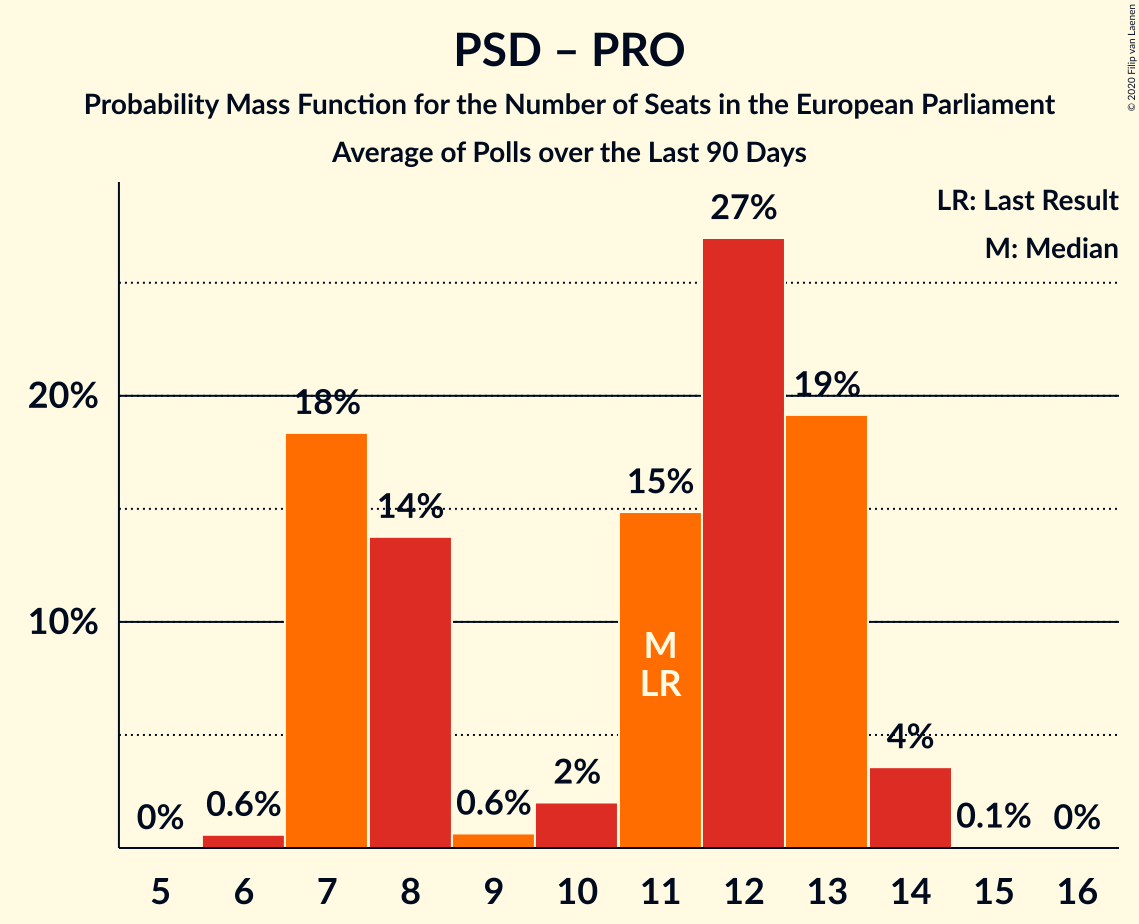 PSD – PRO
Probability Mass Function for the Number of Seats in the European Parliament
Average of Polls over the Last 90 Days
© 2020 Filip van Laenen
LR: Last Result
M: Median
20%
10%
0%
0.6%
18%
14%
0.6%
2%
15%
27%
19%
4%
0.1%
0%
M
LR
5 6 7 8 9 10 11 12 13 14 15 16